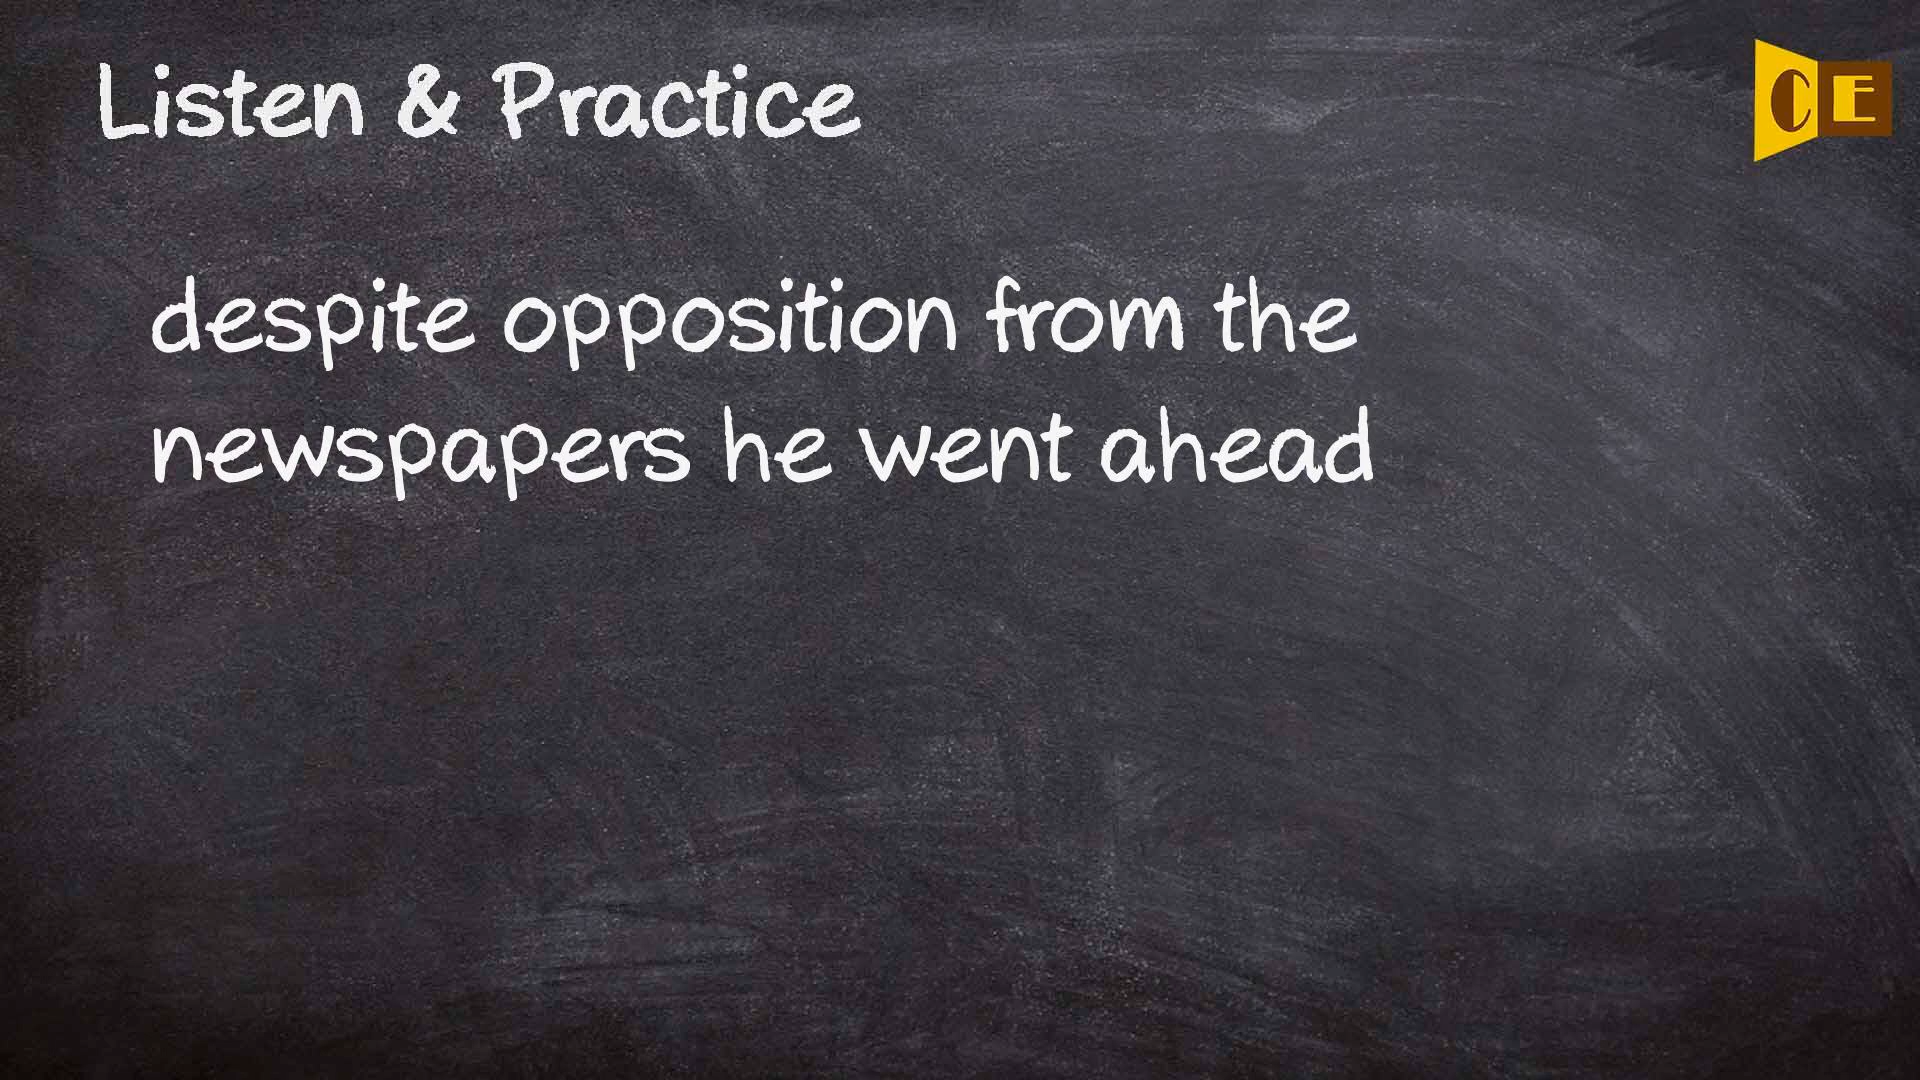 Listen & Practice
CE
despite opposition from the
newspapers he went ahead